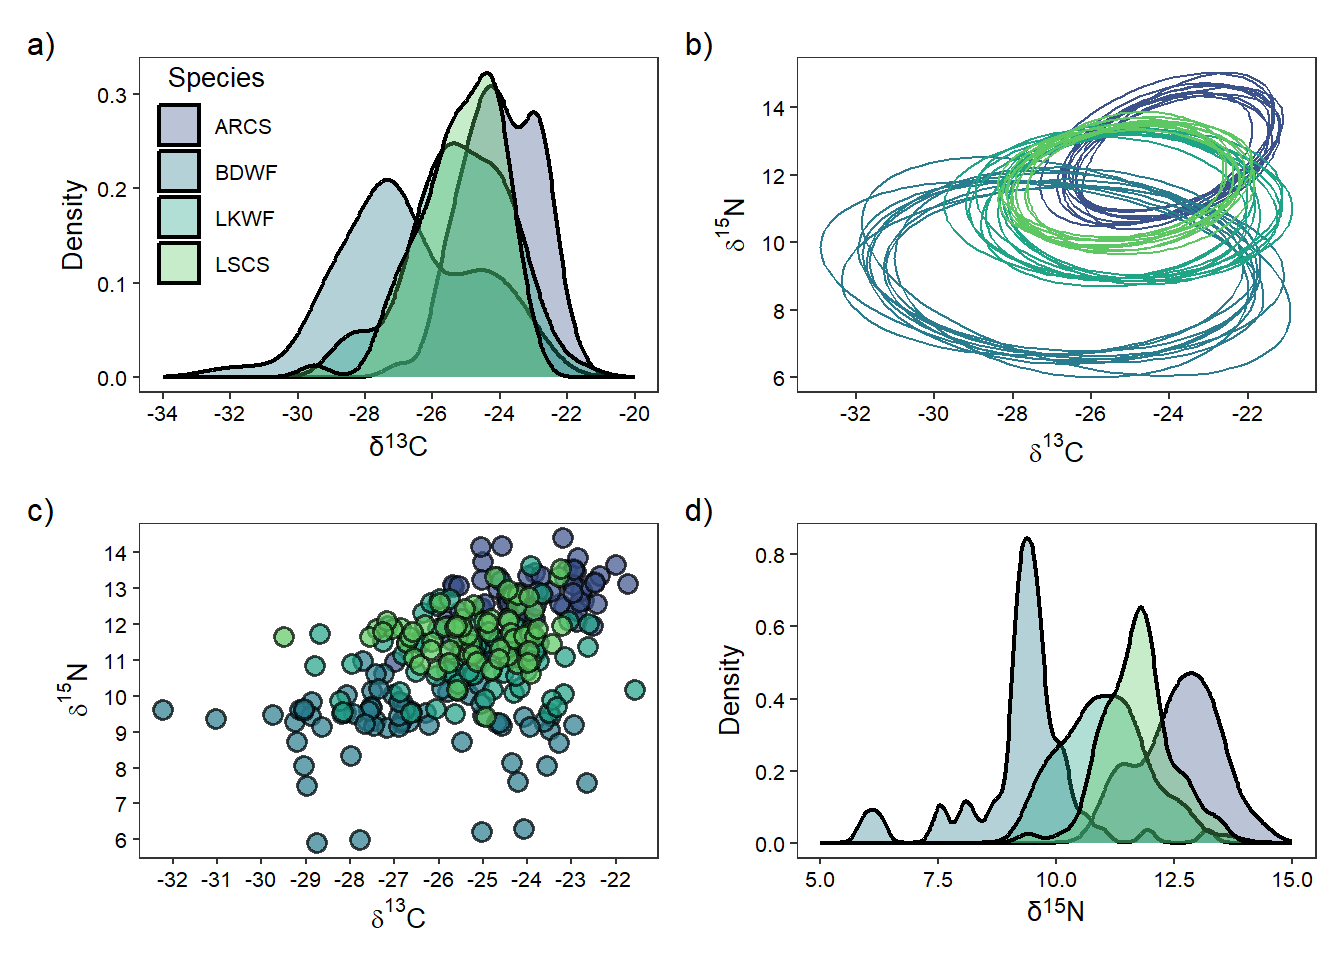 a)
Species
ARCS
BDWF
LKWF
LSCS
Density
0.3
0.2
0.1
0.0
-34 -32 -30 -28 -26 -24 -22 -20
δ¹³C
b)
δ¹⁵N
14
12
10
8
6
-32 -30 -28 -26 -24 -22
δ¹³C
c)
δ¹⁵N
14
13
12
11
10
9
8
7
6
-32 -31 -30 -29 -28 -27 -26 -25 -24 -23 -22
δ¹³C
d)
Density
0.8
0.6
0.4
0.2
0.0
5.0 7.5 10.0 12.5 15.0
δ¹⁵N